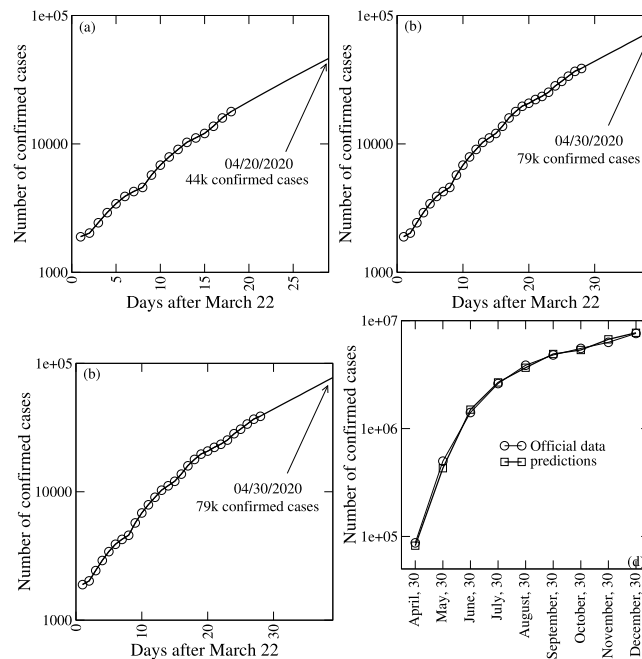 (a)
1e+05
10000
1000
Number of confirmed cases
04/20/2020
44k confirmed cases
0
5
10
15
20
25
Days after March 22
(b)
1e+05
10000
1000
Number of confirmed cases
04/30/2020
79k confirmed cases
0
10
20
30
Days after March 22
(b)
1e+05
10000
1000
Number of confirmed cases
04/30/2020
79k confirmed cases
0
10
20
30
Days after March 22
1e+07
1e+06
1e+05
Number of confirmed cases
Official data
predictions
(d
April, 30
May, 30
June, 30
July, 30
August, 30
September, 30
October, 30
November, 30
December, 30